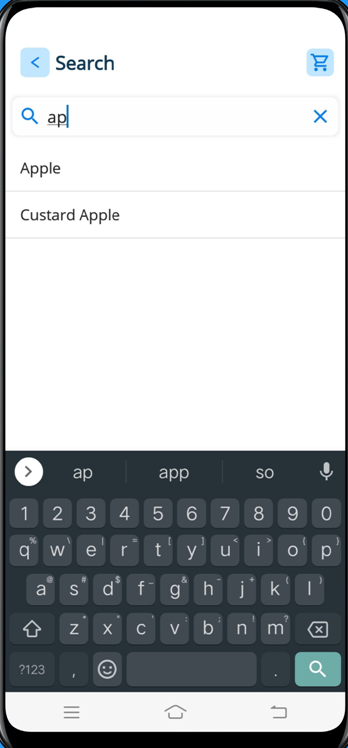 < Search
ap
Apple
Custard Apple
ap app so
1 2 3 4 5 6 7 8 9 0
q% w\ e| r= t[ y] u< i> o{ p}
a@ s# d$ f_ g& h- j+ k( l)
z* x" c' v: b; n! m?
?123 , .